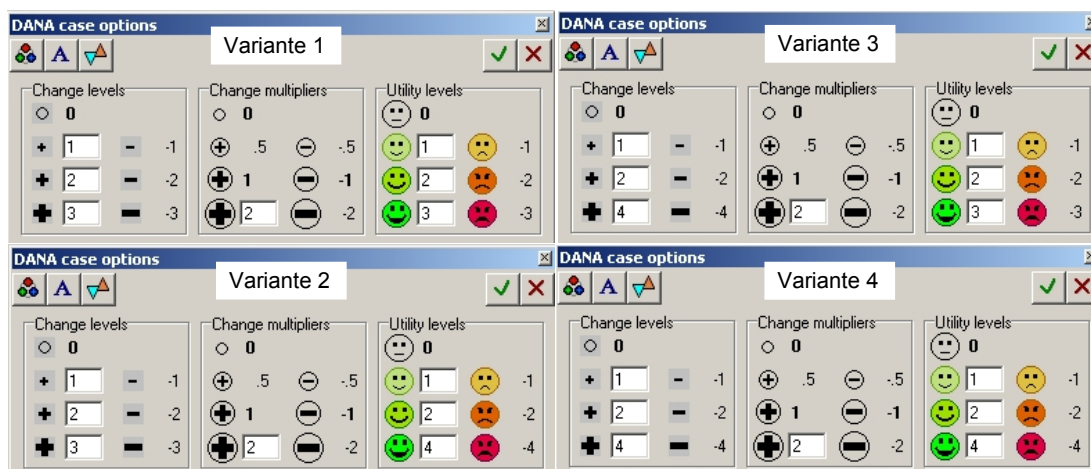 DANA case options
Variante 1
A
Change levels
Change multipliers
Utility levels
0 0 0
1 -1 .5 -.5 1 -1
2 -2 1 -1 2 -2
3 -3 2 -2 3 -3
DANA case options
Variante 3
A
Change levels
Change multipliers
Utility levels
0 0 0
1 -1 .5 -.5 1 -1
2 -2 1 -1 2 -2
4 -4 2 -2 3 -3
DANA case options
Variante 2
A
Change levels
Change multipliers
Utility levels
0 0 0
1 -1 .5 -.5 1 -1
2 -2 1 -1 2 -2
3 -3 2 -2 4 -4
DANA case options
Variante 4
A
Change levels
Change multipliers
Utility levels
0 0 0
1 -1 .5 -.5 1 -1
2 -2 1 -1 2 -2
4 -4 2 -2 4 -4